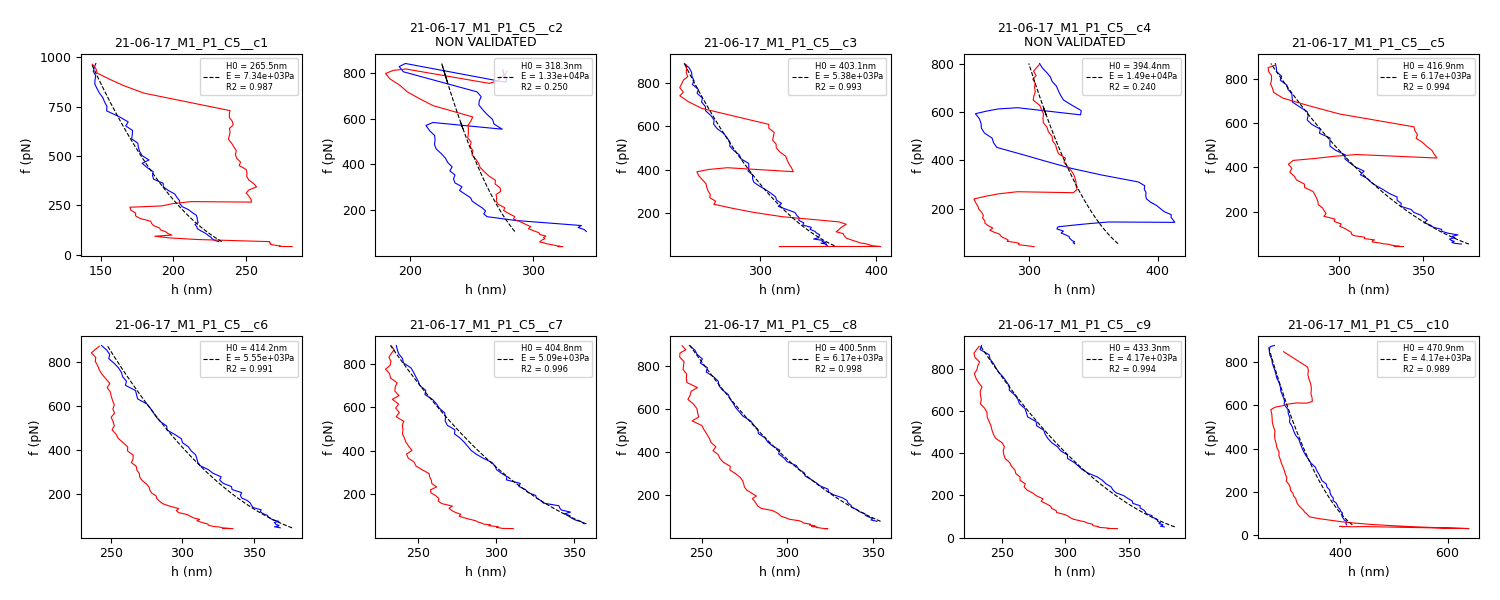 21-06-17_M1_P1_C5__c1
H0 = 265.5nm
E = 7.34e+03Pa
R2 = 0.987
f (pN)
1000
750
500
250
0
150 200 250
h (nm)
21-06-17_M1_P1_C5__c2
NON VALIDATED
H0 = 318.3nm
E = 1.33e+04Pa
R2 = 0.250
f (pN)
800
600
400
200
200 300
h (nm)
21-06-17_M1_P1_C5__c3
H0 = 403.1nm
E = 5.38e+03Pa
R2 = 0.993
f (pN)
800
600
400
200
300 400
h (nm)
21-06-17_M1_P1_C5__c4
NON VALIDATED
H0 = 394.4nm
E = 1.49e+04Pa
R2 = 0.240
f (pN)
800
600
400
200
300 400
h (nm)
21-06-17_M1_P1_C5__c5
H0 = 416.9nm
E = 6.17e+03Pa
R2 = 0.994
f (pN)
800
600
400
200
300 350
h (nm)
21-06-17_M1_P1_C5__c6
H0 = 414.2nm
E = 5.55e+03Pa
R2 = 0.991
f (pN)
800
600
400
200
250 300 350
h (nm)
21-06-17_M1_P1_C5__c7
H0 = 404.8nm
E = 5.09e+03Pa
R2 = 0.996
f (pN)
800
600
400
200
250 300 350
h (nm)
21-06-17_M1_P1_C5__c8
H0 = 400.5nm
E = 6.17e+03Pa
R2 = 0.998
f (pN)
800
600
400
200
250 300 350
h (nm)
21-06-17_M1_P1_C5__c9
H0 = 433.3nm
E = 4.17e+03Pa
R2 = 0.994
f (pN)
800
600
400
200
0
250 300 350
h (nm)
21-06-17_M1_P1_C5__c10
H0 = 470.9nm
E = 4.17e+03Pa
R2 = 0.989
f (pN)
800
600
400
200
0
400 600
h (nm)